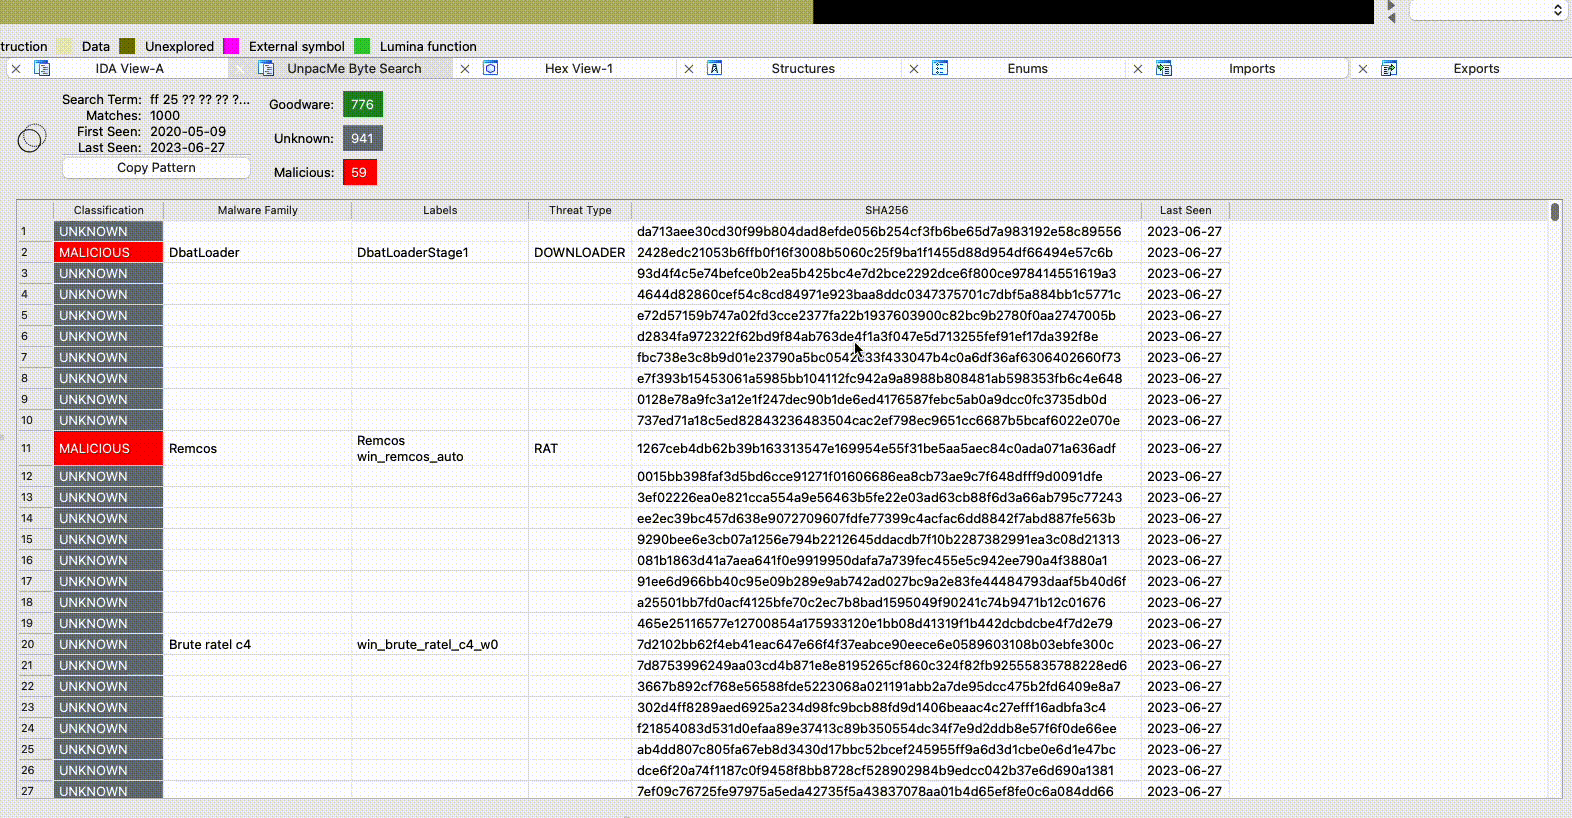 truction Data Unexplored External symbol Lumina function
IDA View-A UnpacMe Byte Search Hex View-1 Structures Enums Imports Exports
Search Term: ff 25 ?? ?? ?? ?...
Matches: 1000
First Seen: 2020-05-09
Last Seen: 2023-06-27
Copy Pattern
Goodware: 776
Unknown: 941
Malicious: 59
Classification Malware Family Labels Threat Type SHA256 Last Seen
1 UNKNOWN da713aee30cd30f99b804dad8efde056b254cf3fb6be65d7a983192e58c89556 2023-06-27
2 MALICIOUS DbatLoader DbatLoaderStage1 DOWNLOADER 2428edc21053b6ffb0f16f3008b5060c25f9ba1f1455d88d954df66494e57c6b 2023-06-27
3 UNKNOWN 93d4f4c5e74befce0b2ea5b425bc4e7d2bce2292dce6f800ce978414551619a3 2023-06-27
4 UNKNOWN 4644d82860cef54c8cd84971e923baa8ddc0347375701c7dbf5a884bb1c5771c 2023-06-27
5 UNKNOWN e72d57159b747a02fd3cce2377fa22b1937603900c82bc9b2780f0aa2747005b 2023-06-27
6 UNKNOWN d2834fa972322f62bd9f84ab763de4f1a3f047e5d713255fef91ef17da392f8e 2023-06-27
7 UNKNOWN fbc738e3c8b9d01e23790a5bc0542c33f433047b4c0a6df36af6306402660f73 2023-06-27
8 UNKNOWN e7f393b15453061a5985bb104112fc942a9a8988b808481ab598353fb6c4e648 2023-06-27
9 UNKNOWN 0128e78a9fc3a12e1f247dec90b1de6ed4176587febc5ab0a9dcc0fc3735db0d 2023-06-27
10 UNKNOWN 737ed71a18c5ed82843236483504cac2ef798ec9651cc6687b5bcaf6022e070e 2023-06-27
11 MALICIOUS Remcos Remcos RAT 1267ceb4db62b39b163313547e169954e55f31be5aa5aec84c0ada071a636adf 2023-06-27
win_remcos_auto
12 UNKNOWN 0015bb398faf3d5bd6cce91271f01606686ea8cb73ae9c7f648dfff9d0091dfe 2023-06-27
13 UNKNOWN 3ef02226ea0e821cca554a9e56463b5fe22e03ad63cb88f6d3a66ab795c77243 2023-06-27
14 UNKNOWN ee2ec39bc457d638e9072709607fdfe77399c4acfac6dd8842f7abd887fe563b 2023-06-27
15 UNKNOWN 9290bee6e3cb07a1256e794b2212645ddacdb7f10b2287382991ea3c08d21313 2023-06-27
16 UNKNOWN 081b1863d41a7aea641f0e9919950dafa7a739fec455e5c942ee790a4f3880a1 2023-06-27
17 UNKNOWN 91ee6d966bb40c95e09b289e9ab742ad027bc9a2e83fe44484793daaf5b40d6f 2023-06-27
18 UNKNOWN a25501bb7fd0acf4125bfe70c2ec7b8bad1595049f90241c74b9471b12c01676 2023-06-27
19 UNKNOWN 465e25116577e12700854a175933120e1bb08d41319f1b442dcbdcbe4f7d2e79 2023-06-27
20 UNKNOWN Brute ratel c4 win_brute_ratel_c4_w0 7d2102bb62f4eb41eac647e66f4f37eabce90eece6e0589603108b03ebfe300c 2023-06-27
21 UNKNOWN 7d8753996249aa03cd4b871e8e8195265cf860c324f82fb92555835788228ed6 2023-06-27
22 UNKNOWN 3667b892cf768e56588fde5223068a021191abb2a7de95dcc475b2fd6409e8a7 2023-06-27
23 UNKNOWN 302d4ff8289aed6925a234d98fc9bcb88fd9d1406beaac4c27efff16adbfa3c4 2023-06-27
24 UNKNOWN f21854083d531d0efaa89e37413c89b350554dc34f7e9d2ddb8e57f6f0de66ee 2023-06-27
25 UNKNOWN ab4dd807c805fa67eb8d3430d17bbc52bcef245955ff9a6d3d1cbe0e6d1e47bc 2023-06-27
26 UNKNOWN dce6f20a74f1187c0f9458f8bb8728cf528902984b9edcc042b37e6d690a1381 2023-06-27
27 UNKNOWN 7ef09c76725fe97975a5eda42735f5a43837078aa01b4d65ef8fe0c6a084dd66 2023-06-27